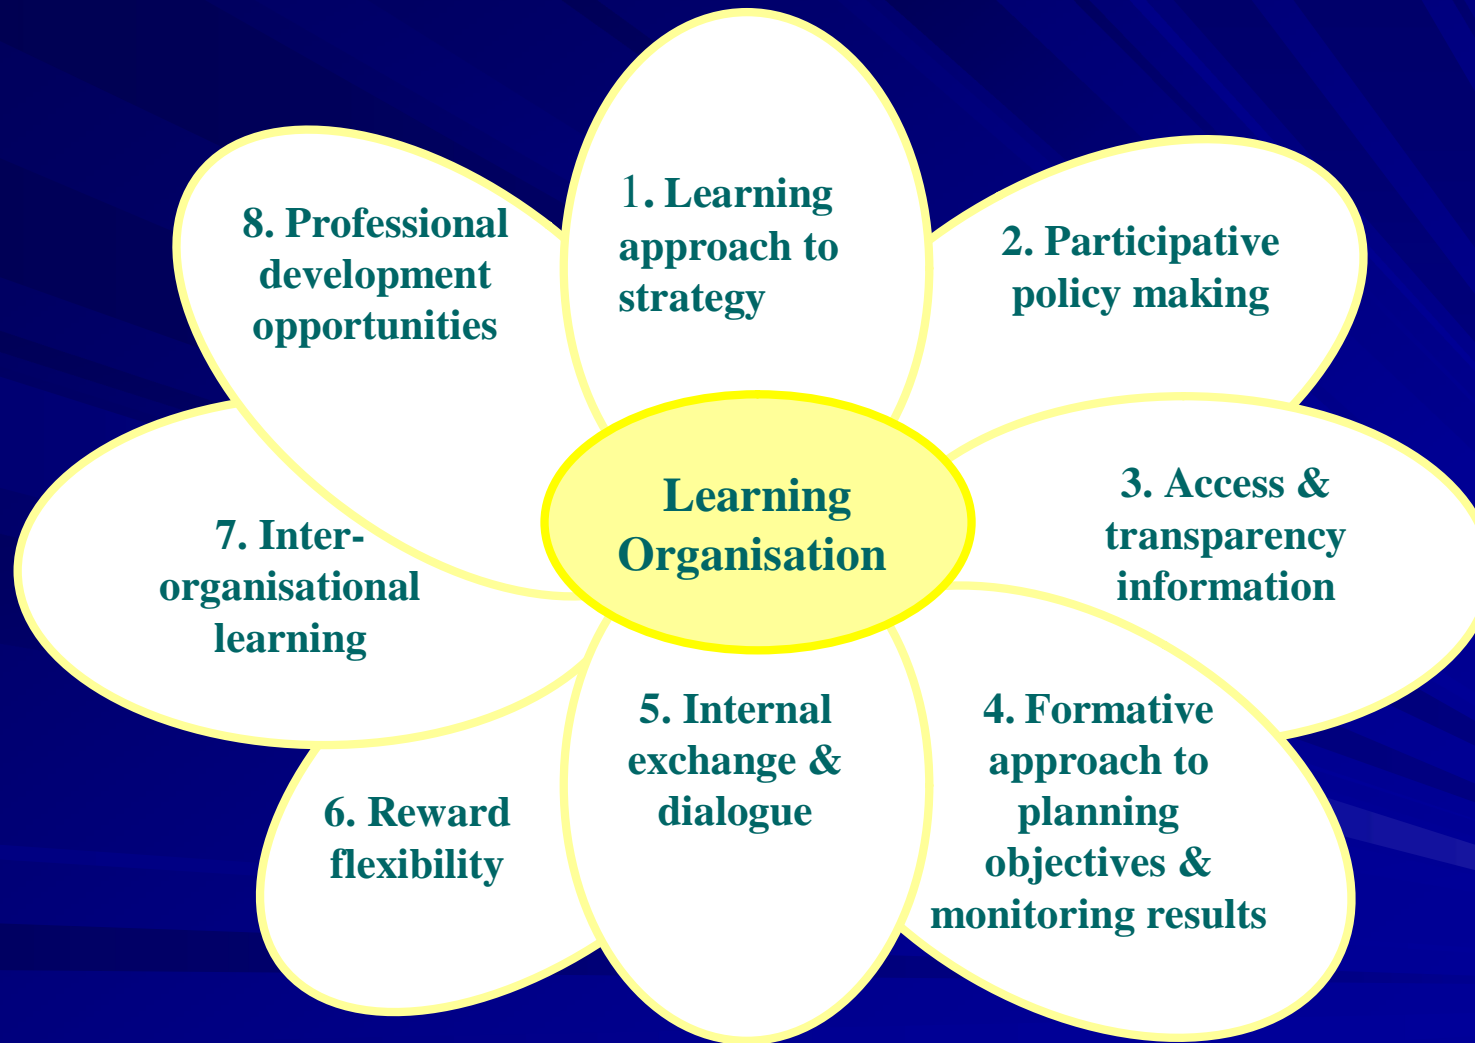 1. Learning
approach to
strategy
2. Participative
policy making
3. Access &
transparency
information
4. Formative
approach to
planning
objectives &
monitoring results
5. Internal
exchange &
dialogue
6. Reward
flexibility
7. Inter-
organisational
learning
8. Professional
development
opportunities
Learning
Organisation